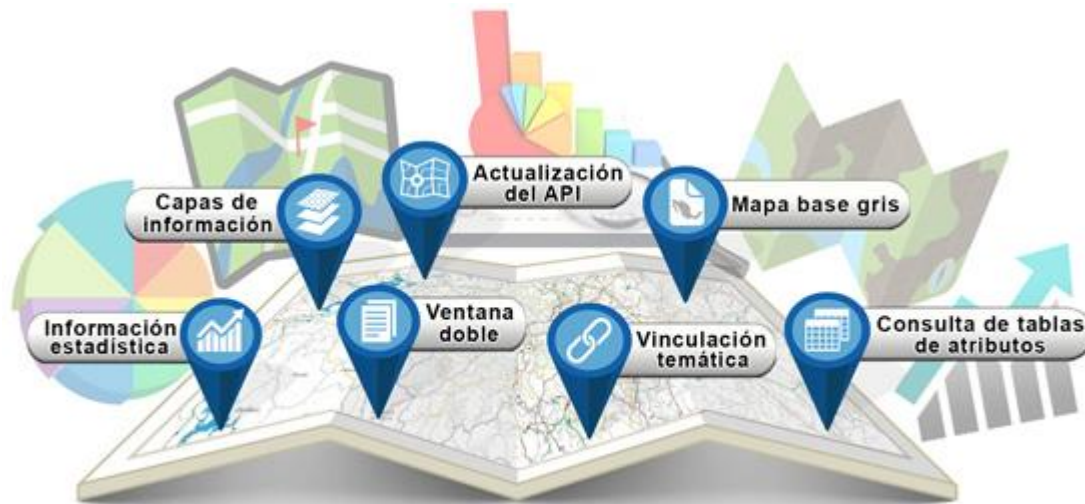 Actualización
del API
Capas de
información
Mapa base gris
Información
estadística
Ventana
doble
Vinculación
temática
Consulta de tablas
de atributos